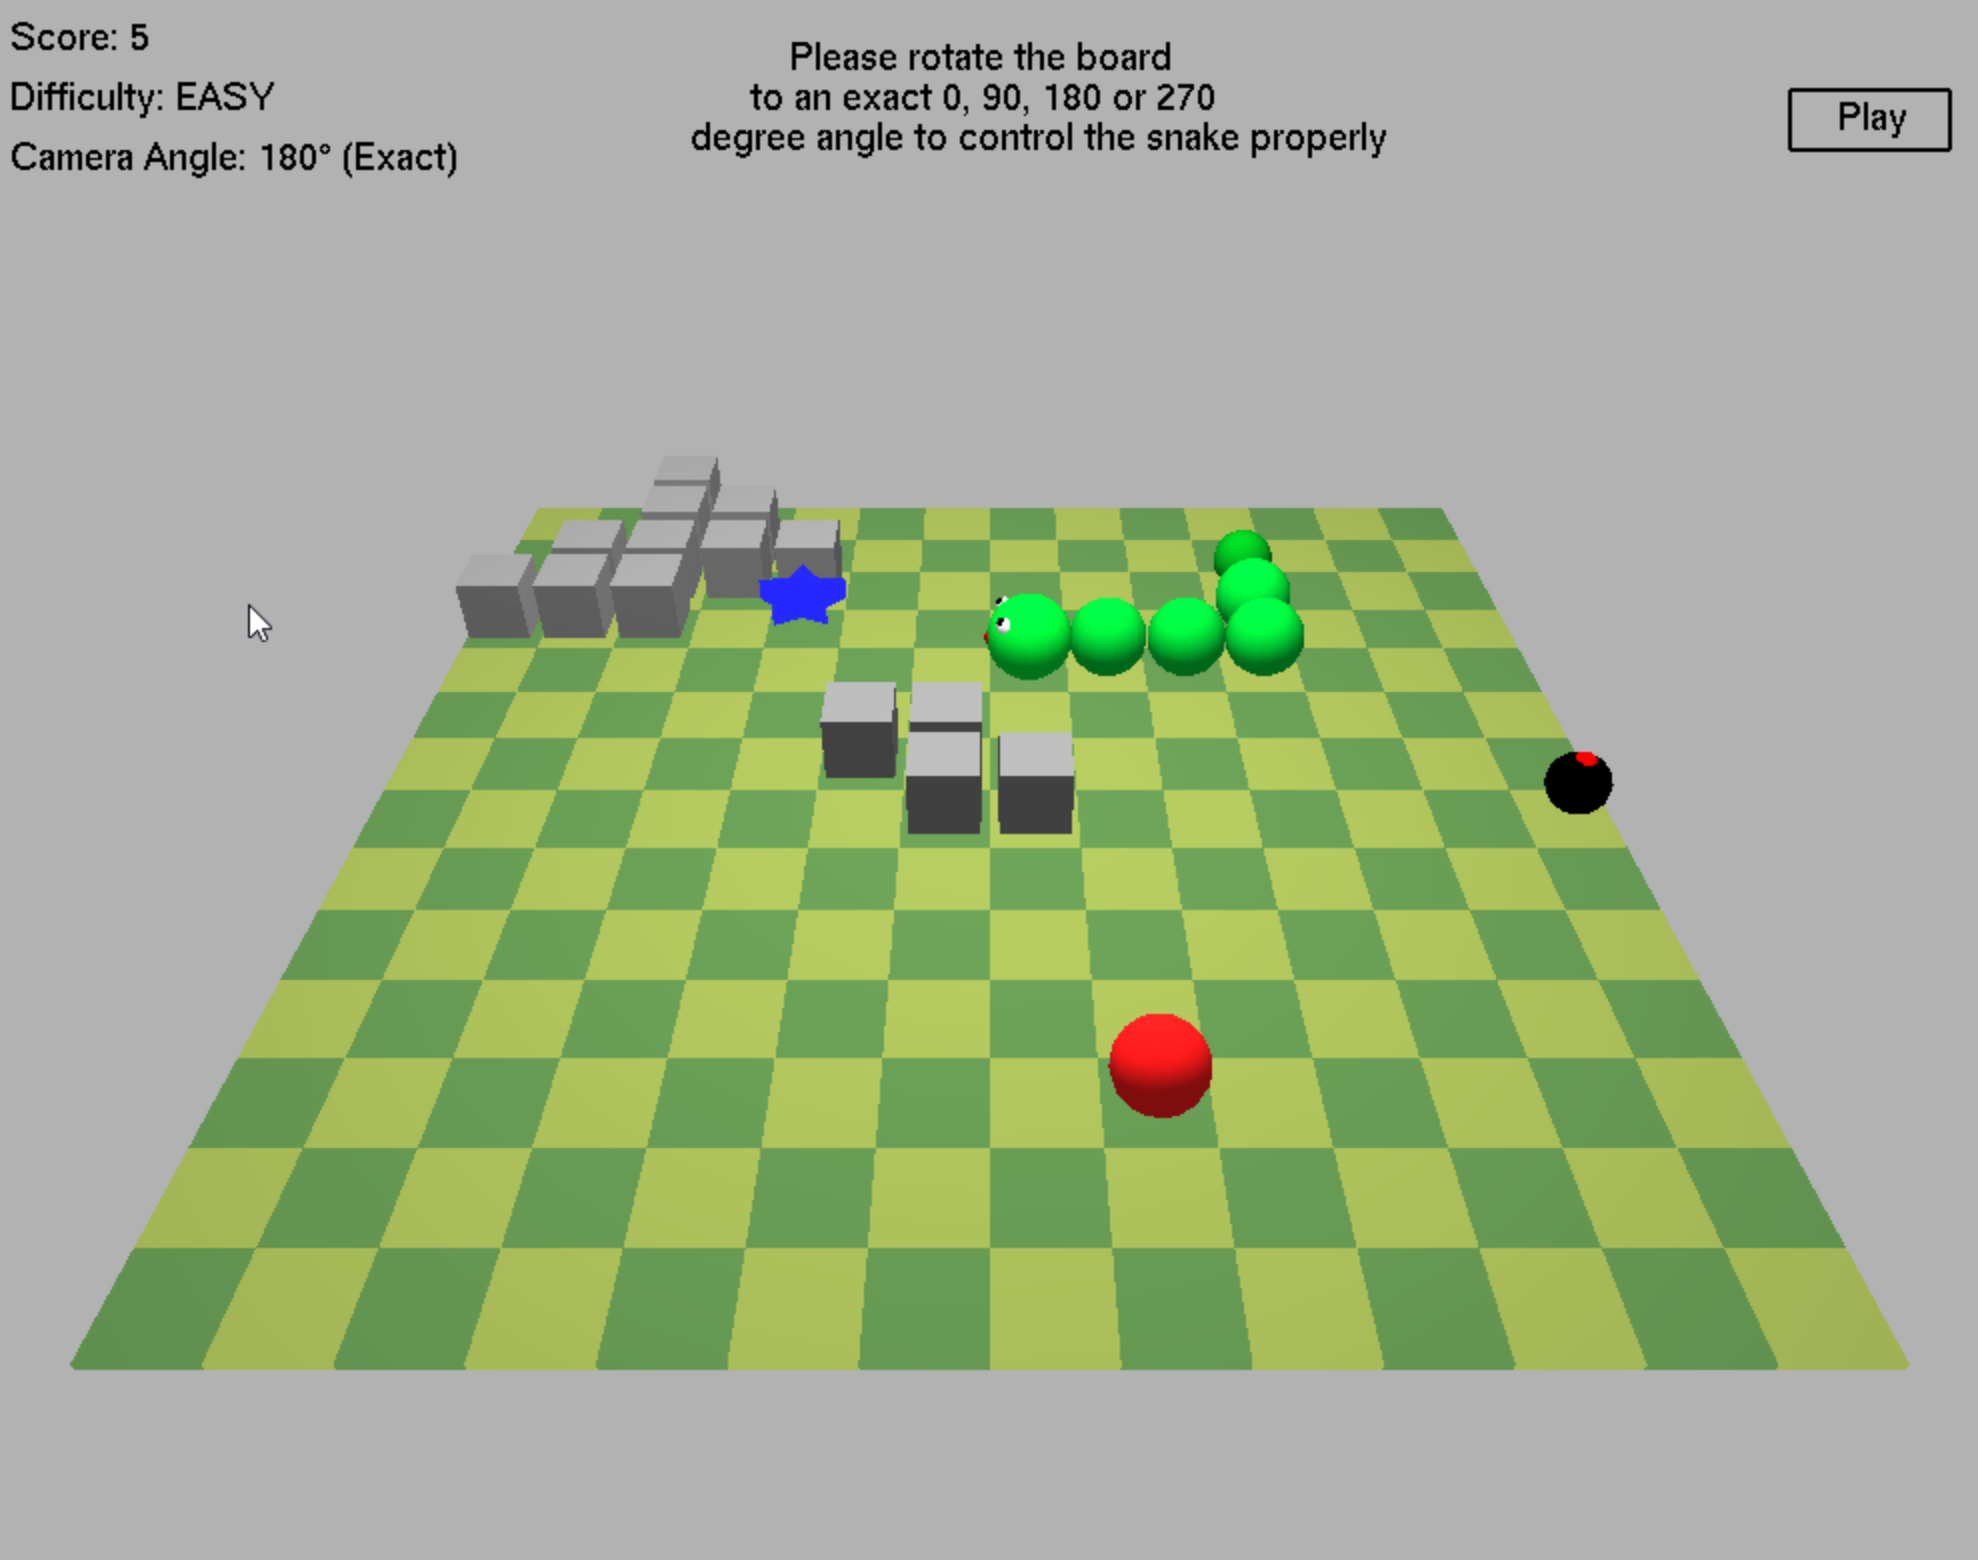 Score: 5
Difficulty: EASY
Camera Angle: 180° (Exact)
Please rotate the board
to an exact 0, 90, 180 or 270
degree angle to control the snake properly
Play